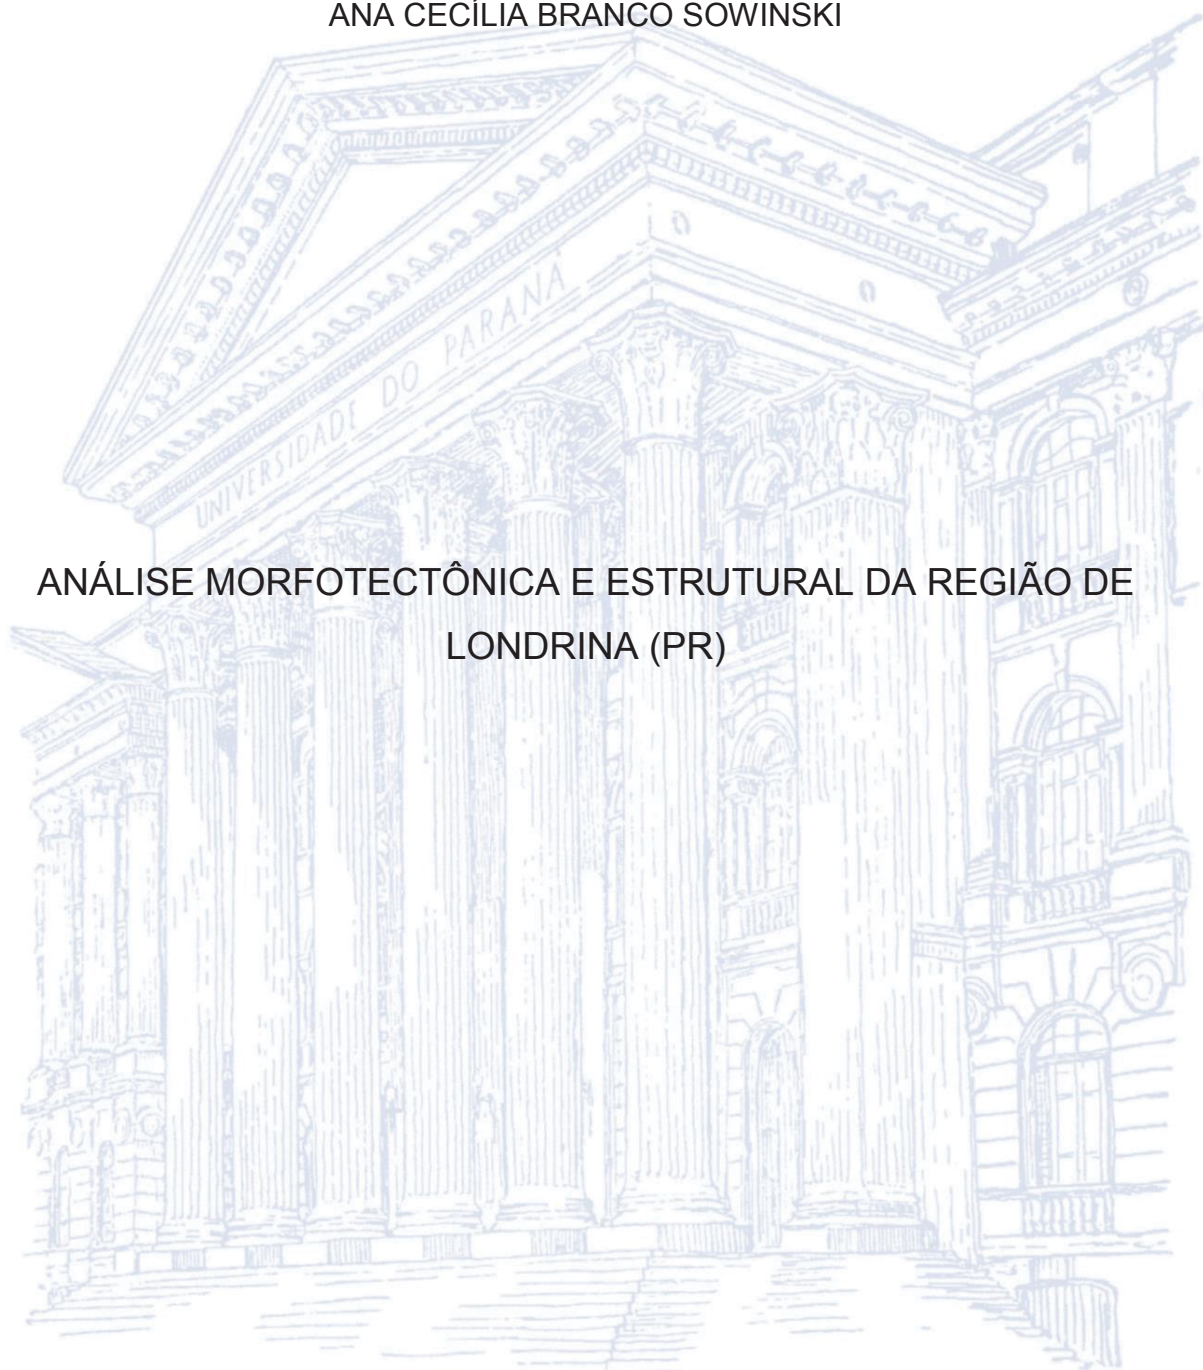 ANA CECÍLIA BRANCO SOWINSKI
UNIVERSIDADE DO PARANÁ
ANÁLISE MORFOTECTÔNICA E ESTRUTURAL DA REGIÃO DE
LONDRINA (PR)